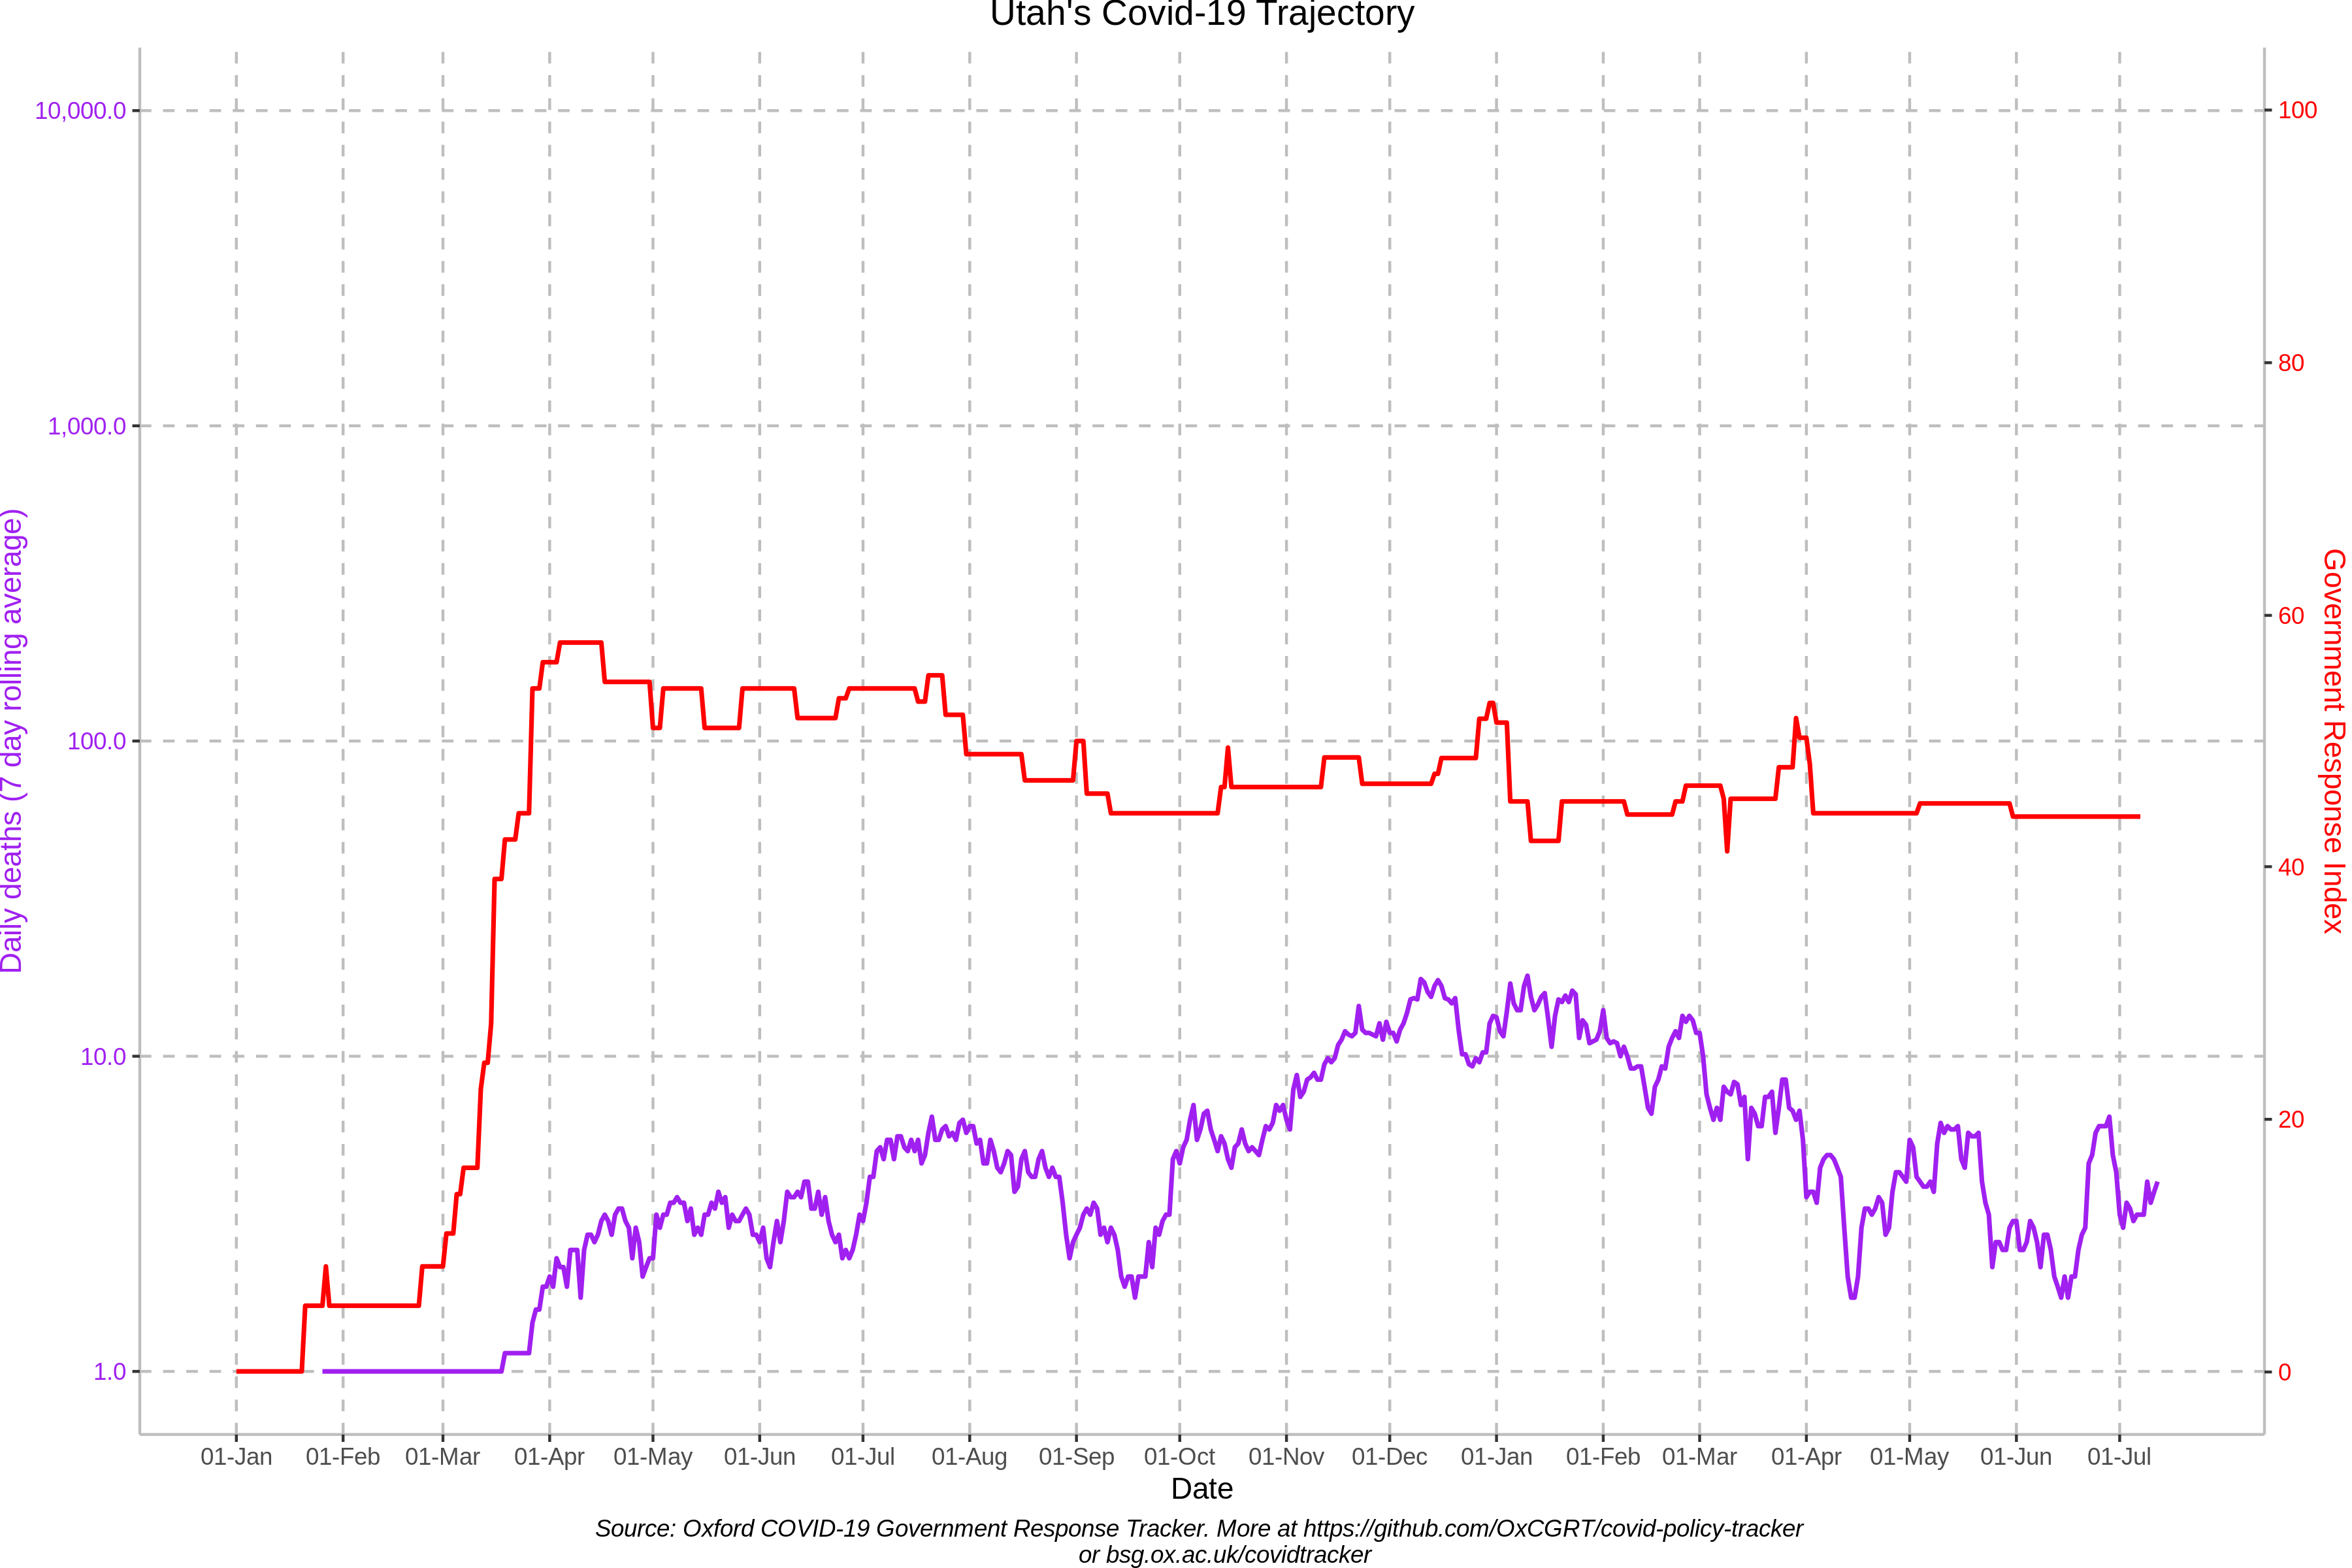 Utah's Covid-19 Trajectory
Daily deaths (7 day rolling average)
10,000.0
1,000.0
100.0
10.0
1.0
100
80
60
40
20
0
Government Response Index
01-Jan 01-Feb 01-Mar 01-Apr 01-May 01-Jun 01-Jul 01-Aug 01-Sep 01-Oct 01-Nov 01-Dec 01-Jan 01-Feb 01-Mar 01-Apr 01-May 01-Jun 01-Jul
Date
Source: Oxford COVID-19 Government Response Tracker. More at https://github.com/OxCGRT/covid-policy-tracker
or bsg.ox.ac.uk/covidtracker